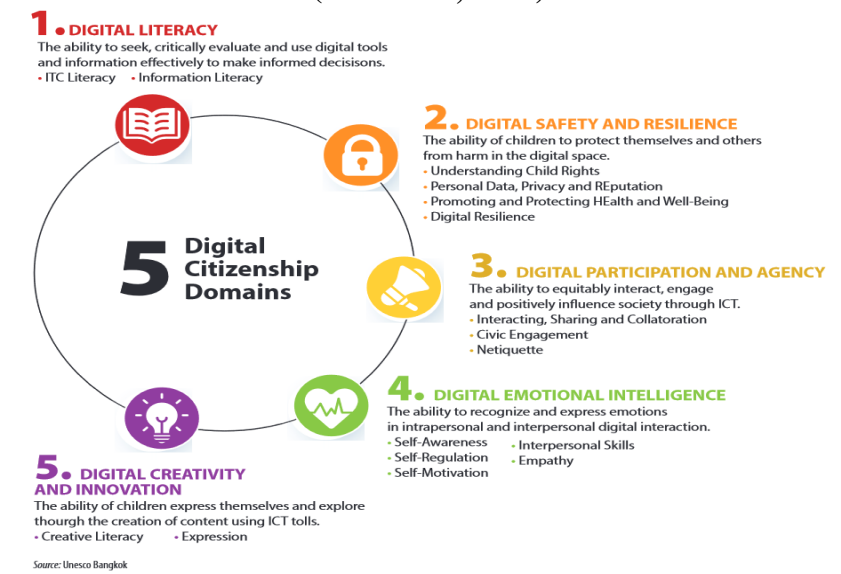 1. DIGITAL LITERACY
The ability to seek, critically evaluate and use digital tools
and information effectively to make informed decisisons.
• ITC Literacy • Information Literacy
2. DIGITAL SAFETY AND RESILIENCE
The ability of children to protect themselves and others
from harm in the digital space.
• Understanding Child Rights
• Personal Data, Privacy and REputation
• Promoting and Protecting HEalth and Well-Being
• Digital Resilience
5 Digital
Citizenship
Domains
3. DIGITAL PARTICIPATION AND AGENCY
The ability to equitably interact, engage
and positively influence society through ICT.
• Interacting, Sharing and Collatoration
• Civic Engagement
• Netiquette
4. DIGITAL EMOTIONAL INTELLIGENCE
The ability to recognize and express emotions
in intrapersonal and interpersonal digital interaction.
• Self-Awareness • Interpersonal Skills
• Self-Regulation • Empathy
• Self-Motivation
5. DIGITAL CREATIVITY
AND INNOVATION
The ability of children express themselves and explore
thourgh the creation of content using ICT tolls.
• Creative Literacy • Expression
Source: Unesco Bangkok